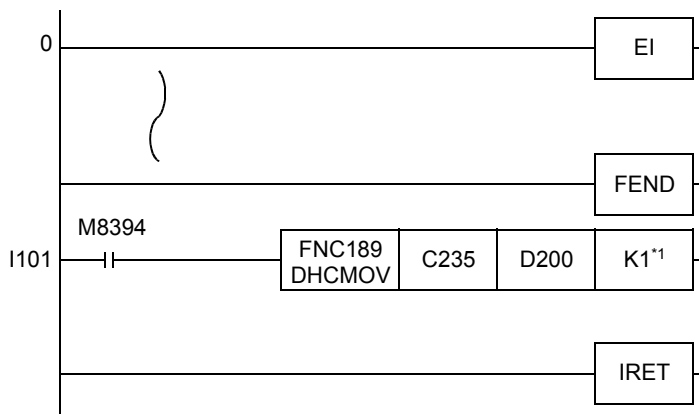 0
EI
FEND
M8394
I101
FNC189
DHCMOV
C235
D200
K1*1
IRET